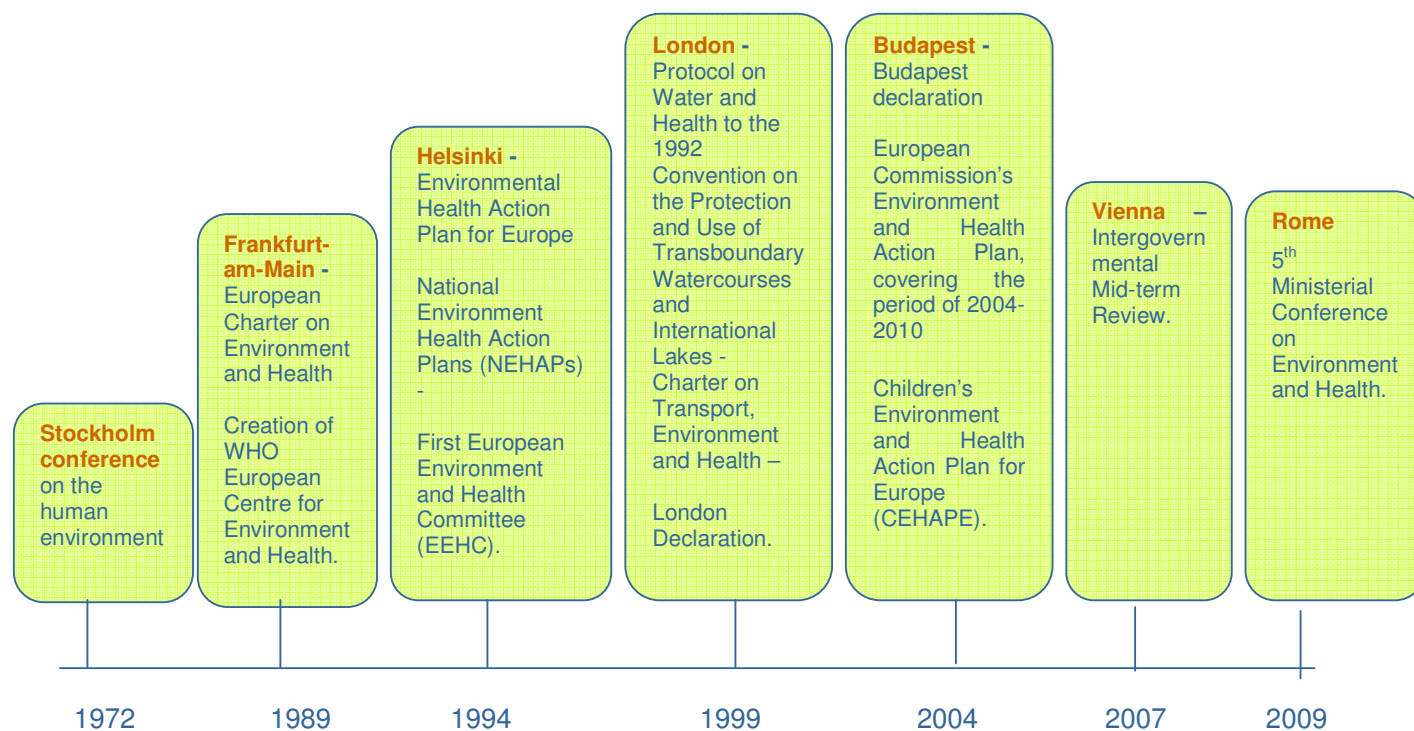 Stockholm
conference
on the
human
environment
Frankfurt-
am-Main -
European
Charter on
Environment
and Health
Creation of
WHO
European
Centre for
Environment
and Health.
Helsinki -
Environmental
Health Action
Plan for Europe
National
Environment
Health Action
Plans (NEHAPs)
-
First European
Environment
and Health
Committee
(EEHC).
London -
Protocol on
Water and
Health to the
1992
Convention on
the Protection
and Use of
Transboundary
Watercourses
and
International
Lakes -
Charter on
Transport,
Environment
and Health –
London
Declaration.
Budapest -
Budapest
declaration
European
Commission’s
Environment
and Health
Action Plan,
covering the
period of 2004-
2010
Children’s
Environment
and Health
Action Plan for
Europe
(CEHAPE).
Vienna –
Intergovern
mental
Mid-term
Review.
Rome
5th
Ministerial
Conference
on
Environment
and Health.
1972 1989 1994 1999 2004 2007 2009